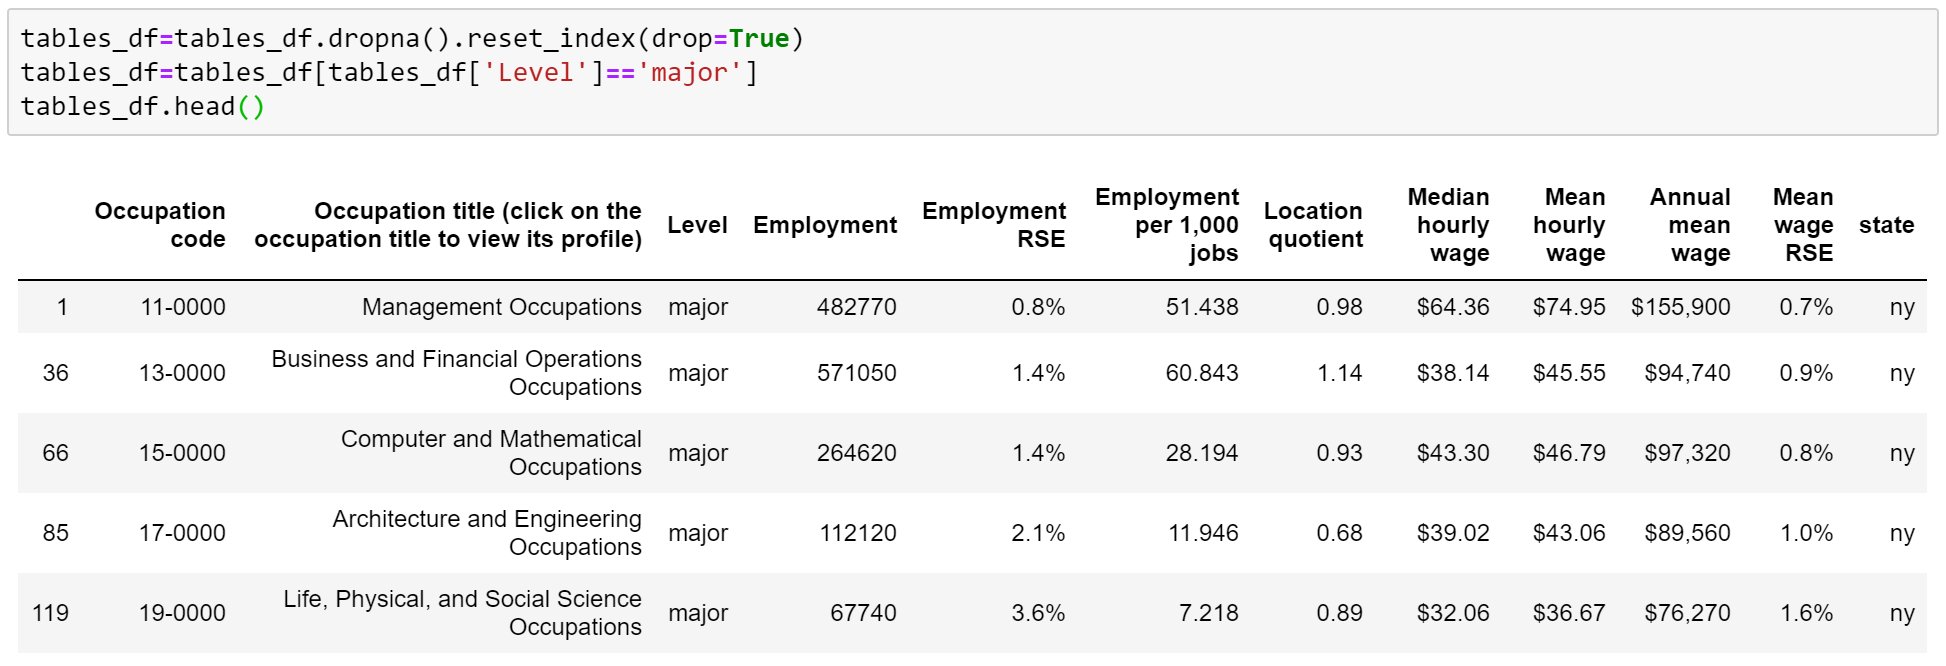 tables_df=tables_df.dropna().reset_index(drop=True)
tables_df=tables_df[tables_df['Level']=='major']
tables_df.head()
Occupation code Occupation title (click on the occupation title to view its profile) Level Employment Employment RSE Employment per 1,000 jobs Location quotient Median hourly wage Mean hourly wage Annual mean wage Mean wage RSE state
1 11-0000 Management Occupations major 482770 0.8% 51.438 0.98 $64.36 $74.95 $155,900 0.7% ny
36 13-0000 Business and Financial Operations Occupations major 571050 1.4% 60.843 1.14 $38.14 $45.55 $94,740 0.9% ny
66 15-0000 Computer and Mathematical Occupations major 264620 1.4% 28.194 0.93 $43.30 $46.79 $97,320 0.8% ny
85 17-0000 Architecture and Engineering Occupations major 112120 2.1% 11.946 0.68 $39.02 $43.06 $89,560 1.0% ny
119 19-0000 Life, Physical, and Social Science Occupations major 67740 3.6% 7.218 0.89 $32.06 $36.67 $76,270 1.6% ny